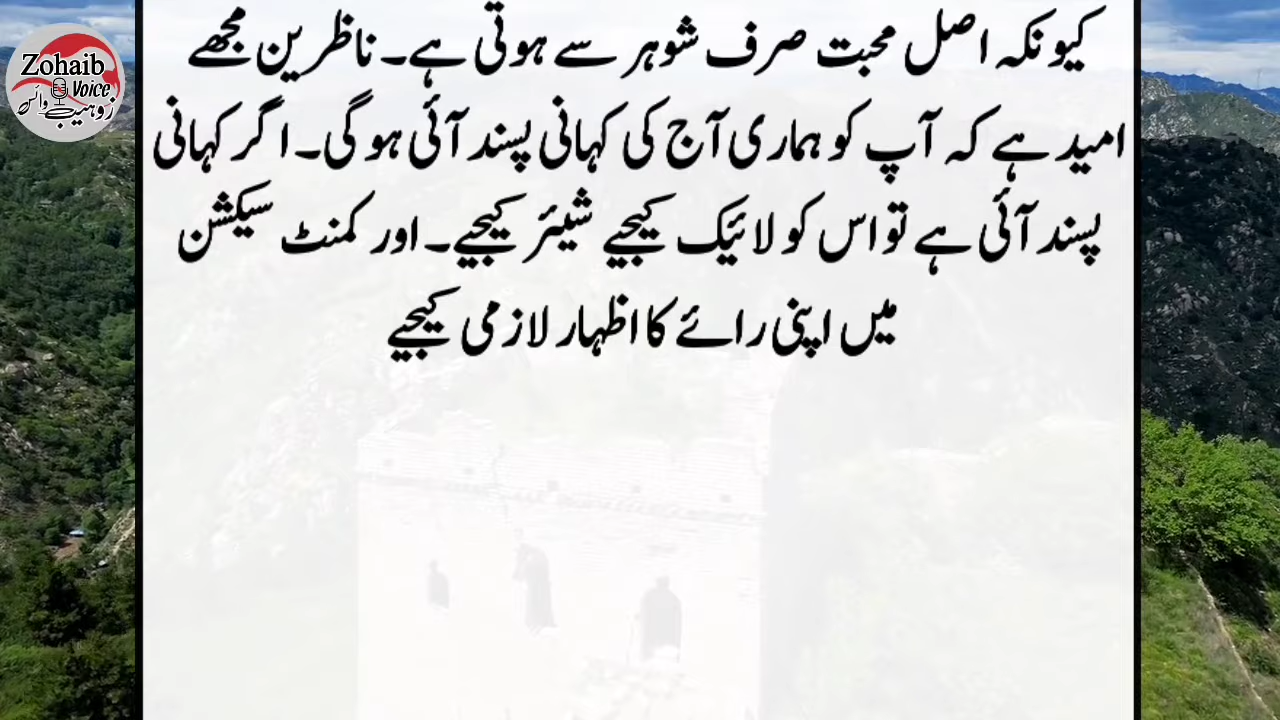 Zohaib
Voice
زوہیب وائس
کیونکہ اصل محبت صرف شوہر سے ہوتی ہے۔ ناظرین مجھے
امید ہے کہ آپ کو ہماری آج کی کہانی پسند آئی ہوگی۔ اگر کہانی
پسند آئی ہے تو اس کو لائیک کیجیے شیئر کیجیے۔ اور کمنٹ سیکشن
میں اپنی رائے کا اظہار لازمی کیجیے